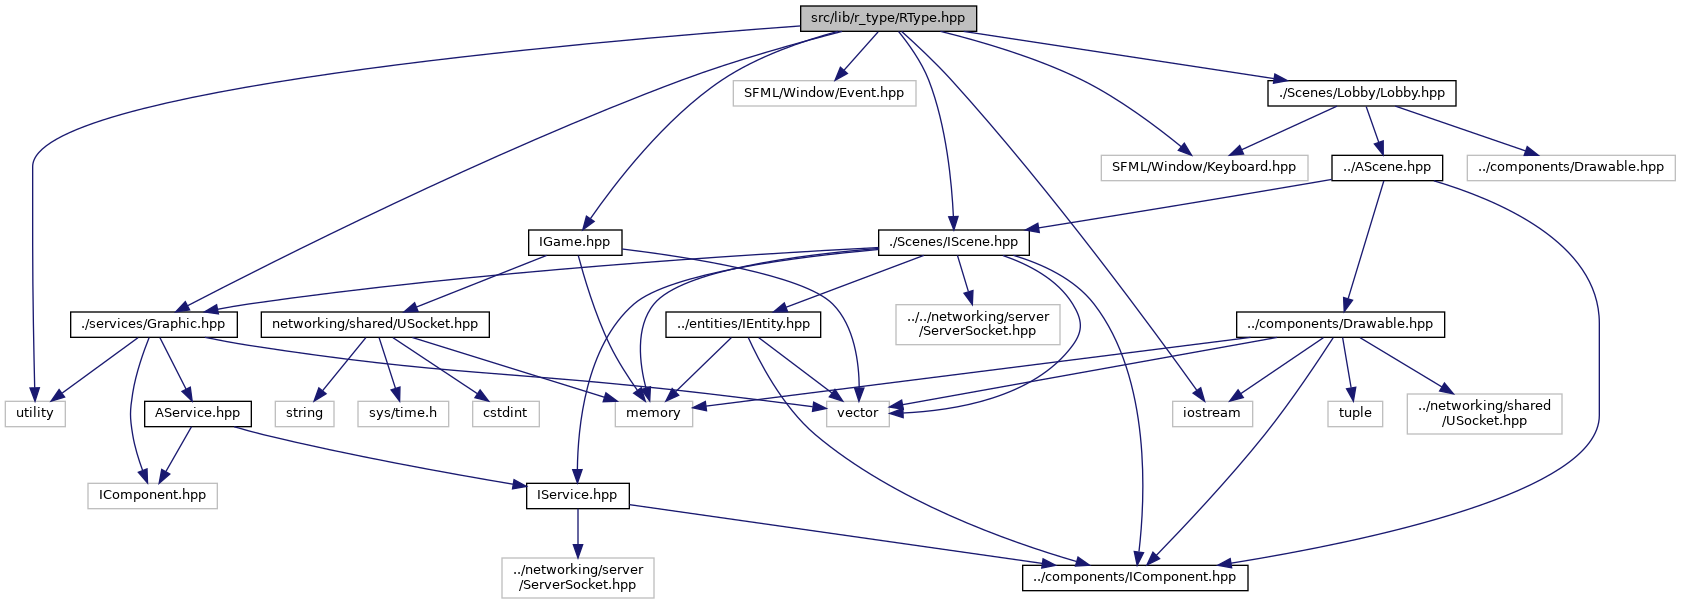 src/lib/r_type/RType.hpp
SFML/Window/Event.hpp
./Scenes/Lobby/Lobby.hpp
SFML/Window/Keyboard.hpp
../AScene.hpp
../components/Drawable.hpp
IGame.hpp
./Scenes/IScene.hpp
./services/Graphic.hpp
networking/shared/USocket.hpp
../entities/IEntity.hpp
../../networking/server
/ServerSocket.hpp
../components/Drawable.hpp
utility
AService.hpp
string
sys/time.h
cstdint
memory
vector
iostream
tuple
../networking/shared
/USocket.hpp
IComponent.hpp
IService.hpp
../networking/server
/ServerSocket.hpp
../components/IComponent.hpp